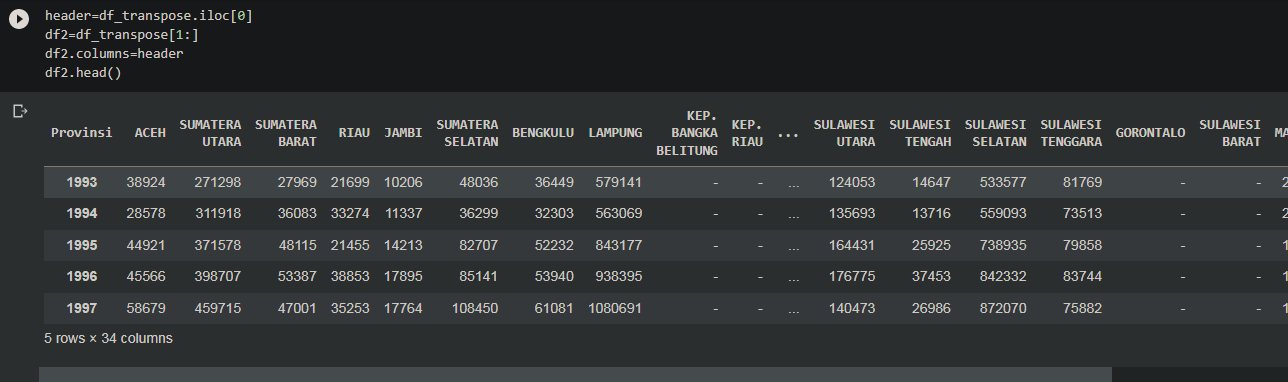 header=df_transpose.iloc[0]
df2=df_transpose[1:]
df2.columns=header
df2.head()
Provinsi ACEH SUMATERA UTARA SUMATERA BARAT RIAU JAMBI SUMATERA SELATAN BENGKULU LAMPUNG KEP. BANGKA BELITUNG KEP. RIAU ... SULAWESI UTARA SULAWESI TENGAH SULAWESI SELATAN SULAWESI TENGGARA GORONTALO SULAWESI BARAT MA
1993 38924 271298 27969 21699 10206 48036 36449 579141 - - ... 124053 14647 533577 81769 - - 2
1994 28578 311918 36083 33274 11337 36299 32303 563069 - - ... 135693 13716 559093 73513 - - 2
1995 44921 371578 48115 21455 14213 82707 52232 843177 - - ... 164431 25925 738935 79858 - - 1
1996 45566 398707 53387 38853 17895 85141 53940 938395 - - ... 176775 37453 842332 83744 - - 1
1997 58679 459715 47001 35253 17764 108450 61081 1080691 - - ... 140473 26986 872070 75882 - - 1
5 rows × 34 columns